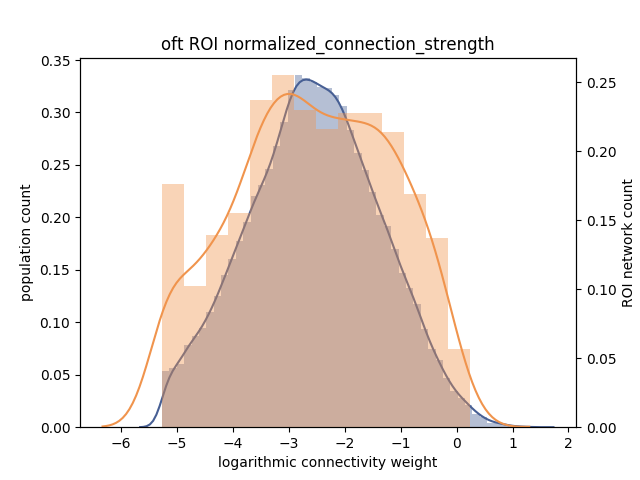 oft ROI normalized_connection_strength
population count
0.35
0.30
0.25
0.20
0.15
0.10
0.05
0.00
0.25
0.20
0.15
0.10
0.05
0.00
ROI network count
−6 −5 −4 −3 −2 −1 0 1 2
logarithmic connectivity weight